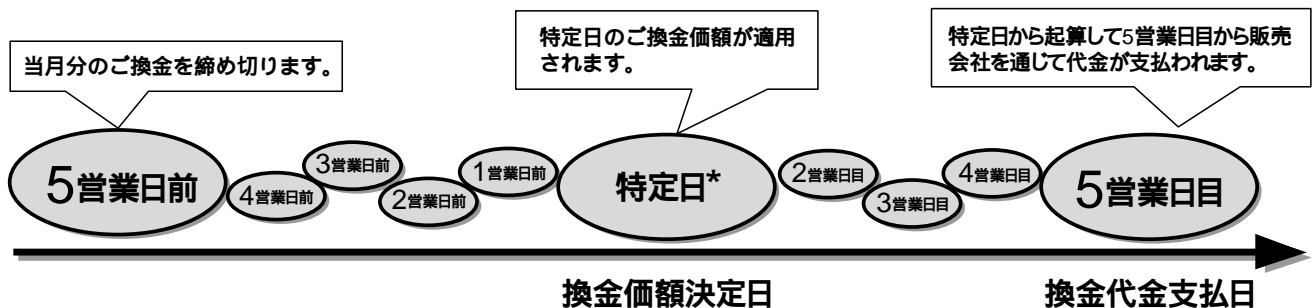 当月分のご換金を締め切ります。
特定日のご換金価額が適用
されます。
特定日から起算して5営業日目から販売
会社を通じて代金が支払われます。
5営業日前
4営業日前
3営業日前
2営業日前
1営業日前
特定日*
2営業日目
3営業日目
4営業日目
5営業日目
換金価額決定日
換金代金支払日